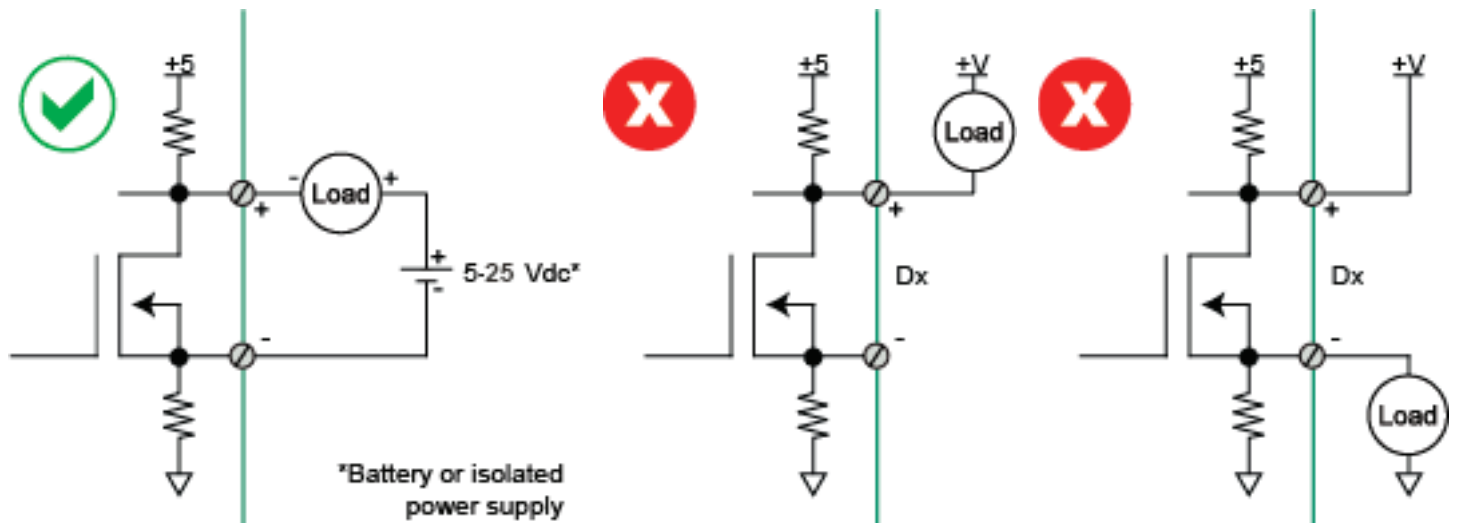 +5
-
Load
+
+
+
5-25 Vdc*
-
-
*Battery or isolated
power supply
X
+5
+V
Load
+
Dx
-
X
+5
+V
+
Dx
-
Load